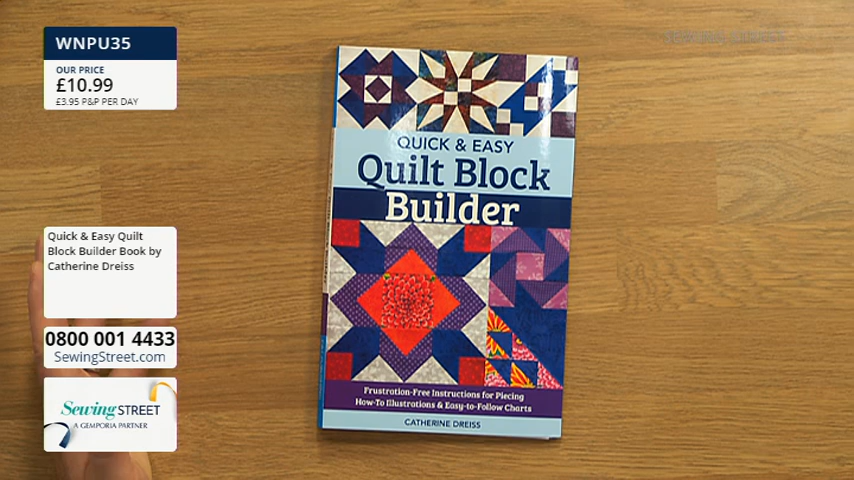 WNPU35
OUR PRICE
£10.99
£3.95 P&P PER DAY
Quick & Easy Quilt
Block Builder Book by
Catherine Dreiss
0800 001 4433
SewingStreet.com
Sewing STREET
A GEMPORIA PARTNER
QUICK & EASY
Quilt Block
Builder
Frustration-Free Instructions for Piecing
How-To Illustrations & Easy-to-Follow Charts
CATHERINE DREISS